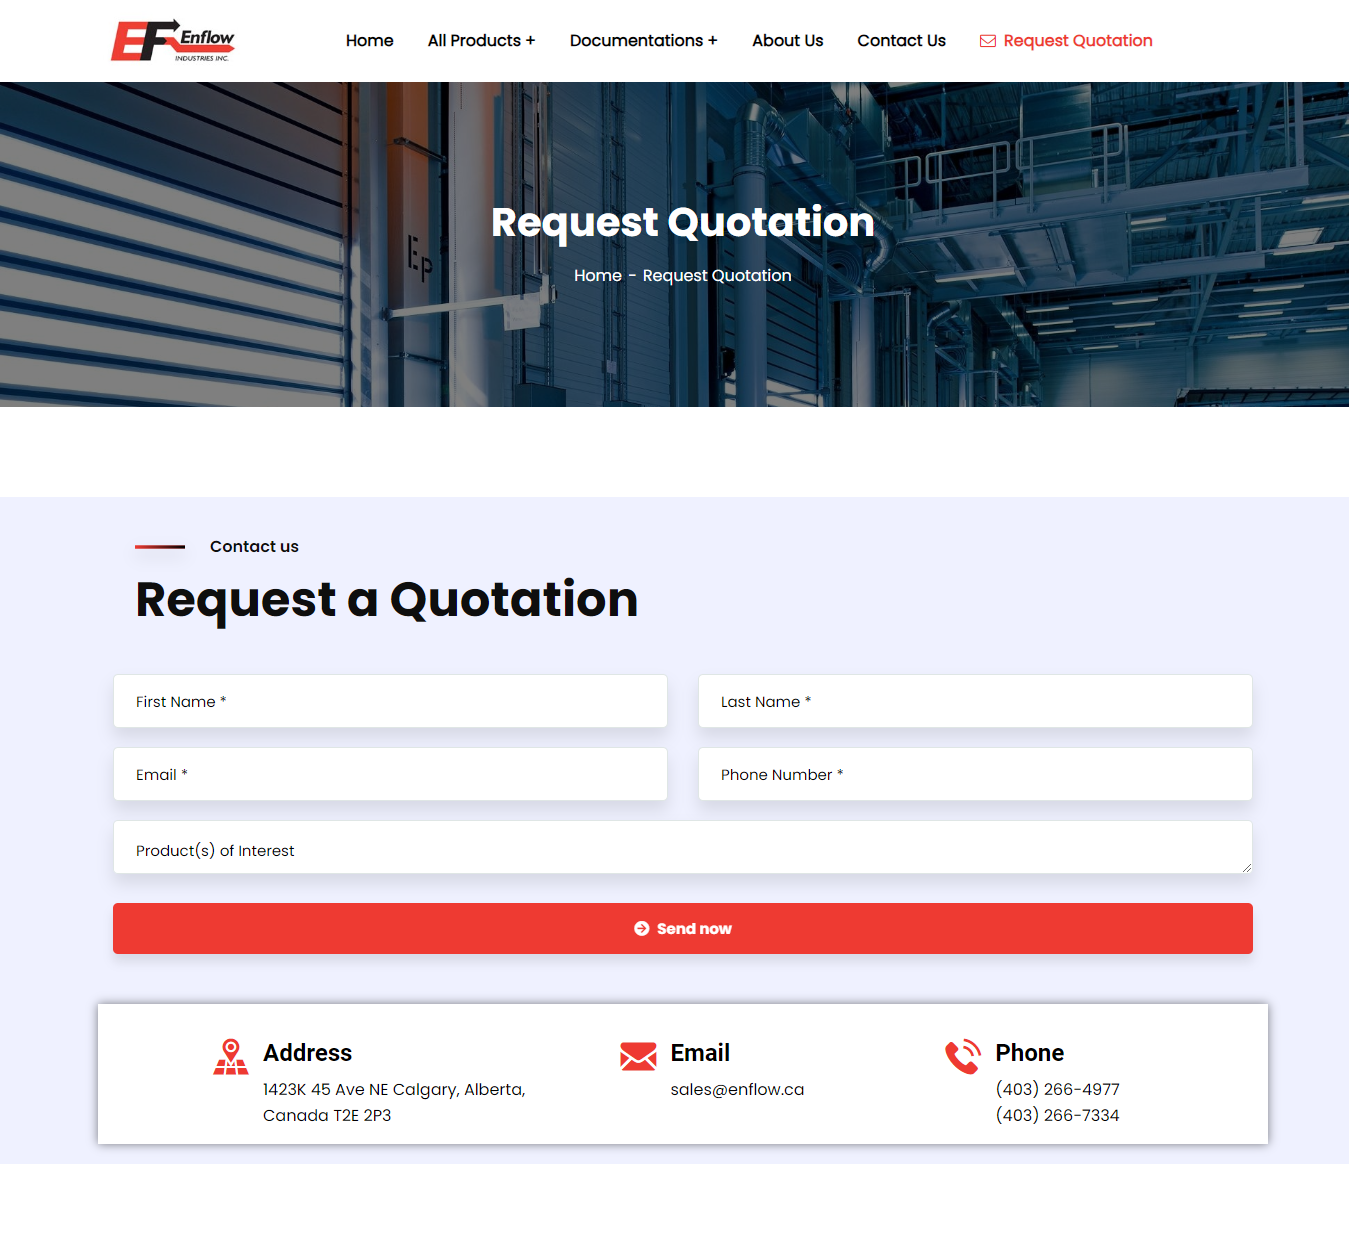 EF Enflow
INDUSTRIES INC.
Home All Products + Documentations + About Us Contact Us Request Quotation
Ep
Request Quotation
Home - Request Quotation
Contact us
Request a Quotation
First Name * Last Name *
Email * Phone Number *
Product(s) of Interest
Send now
Address Email Phone
1423K 45 Ave NE Calgary, Alberta, sales@enflow.ca (403) 266-4977
Canada T2E 2P3 (403) 266-7334